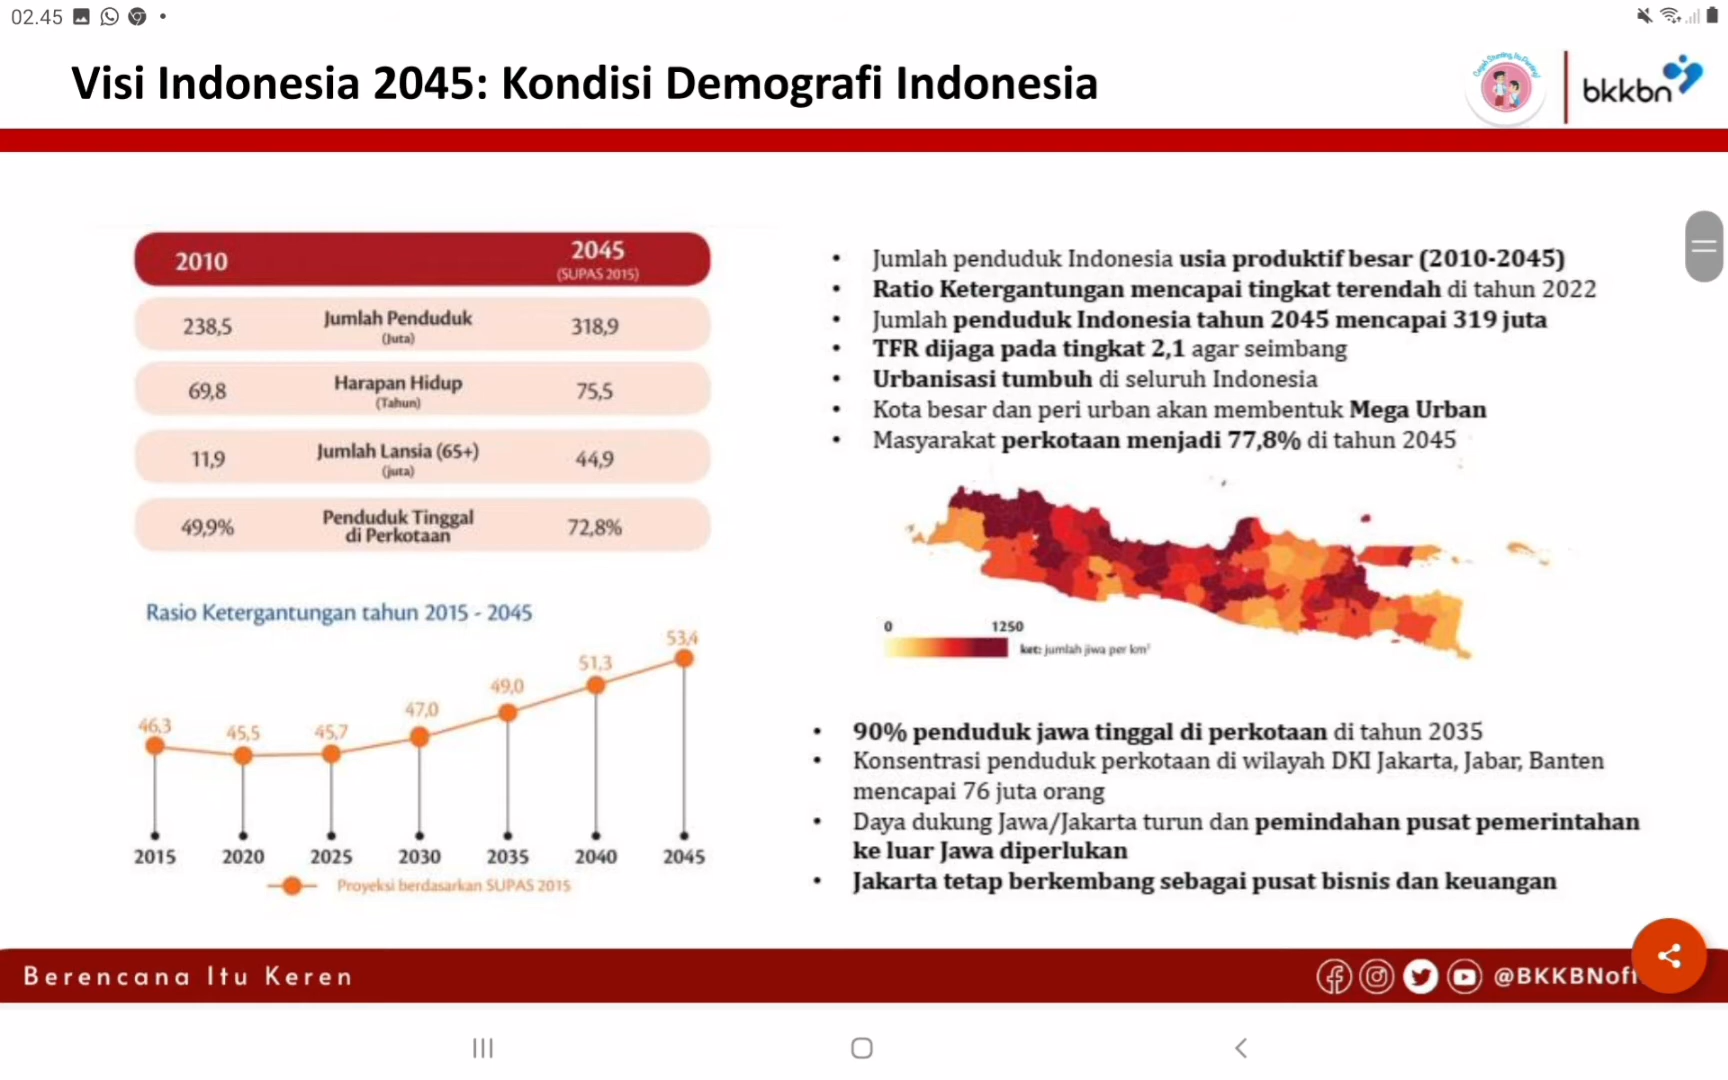 02.45
Visi Indonesia 2045: Kondisi Demografi Indonesia
bkkbn
2010
2045
(SUPAS 2015)
238,5 Jumlah Penduduk (Juta) 318,9
69,8 Harapan Hidup (Tahun) 75,5
11,9 Jumlah Lansia (65+) (juta) 44,9
49,9% Penduduk Tinggal di Perkotaan 72,8%
Rasio Ketergantungan tahun 2015 - 2045
46,3 45,5 45,7 47,0 49,0 51,3 53,4
2015 2020 2025 2030 2035 2040 2045
Proyeksi berdasarkan SUPAS 2015
• Jumlah penduduk Indonesia usia produktif besar (2010-2045)
• Ratio Ketergantungan mencapai tingkat terendah di tahun 2022
• Jumlah penduduk Indonesia tahun 2045 mencapai 319 juta
• TFR dijaga pada tingkat 2,1 agar seimbang
• Urbanisasi tumbuh di seluruh Indonesia
• Kota besar dan peri urban akan membentuk Mega Urban
• Masyarakat perkotaan menjadi 77,8% di tahun 2045
0 1250
ket: jumlah jiwa per km²
• 90% penduduk jawa tinggal di perkotaan di tahun 2035
• Konsentrasi penduduk perkotaan di wilayah DKI Jakarta, Jabar, Banten
mencapai 76 juta orang
• Daya dukung Jawa/Jakarta turun dan pemindahan pusat pemerintahan
ke luar Jawa diperlukan
• Jakarta tetap berkembang sebagai pusat bisnis dan keuangan
Berencana Itu Keren
@BKKBNof